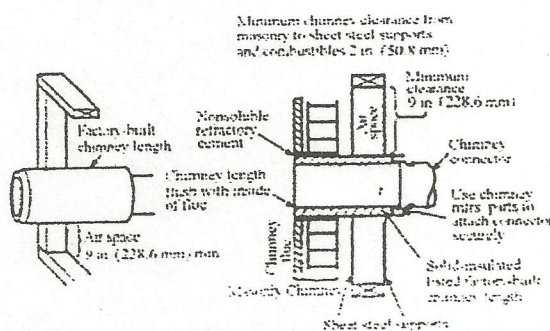 Minimum chimney clearance from
masonry to sheet steel supports
and combustibles 2 in. (50.8 mm)
Minimum
clearance
9 in. (228.6 mm)
Nonsoluble
refractory
cement
Air
space
Factory-built
chimney length
Chimney
connector
Chimney length
flush with inside
of flue
Use chimney
mfrs. parts to
attach connector
securely
Air space
9 in. (228.6 mm) min
Chimney
flue
Masonry Chimney
Solid-insulated
listed factory-built
chimney length
Sheet steel supports